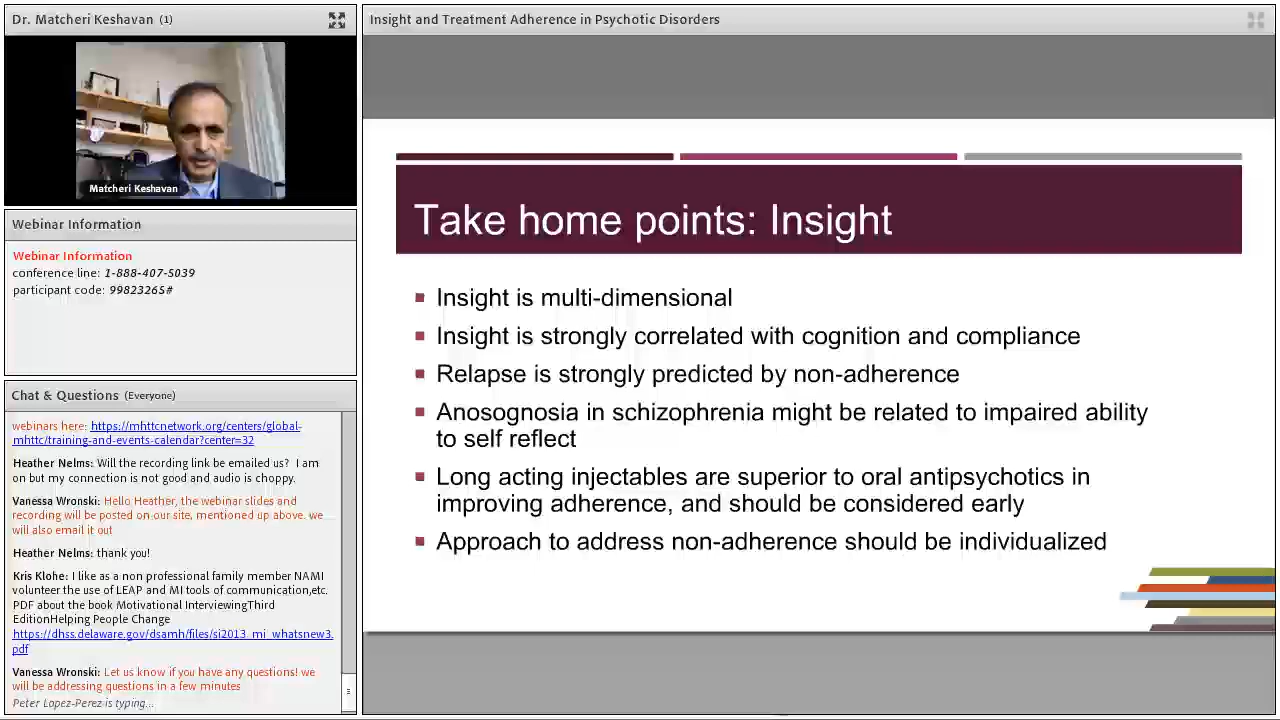 Dr. Matcheri Keshavan (1)
Matcheri Keshavan
Webinar Information
Webinar Information
conference line: 1-888-407-5039
participant code: 99823265#
Chat & Questions (Everyone)
webinars here: https://mhttcnetwork.org/centers/global-
mhttc/training-and-events-calendar?center=32
Heather Nelms: Will the recording link be emailed us? I am
on but my connection is not good and audio is choppy.
Vanessa Wronski: Hello Heather, the webinar slides and
recording will be posted on our site, mentioned up above. we
will also email it out
Heather Nelms: thank you!
Kris Klohe: I like as a non professional family member NAMI
volunteer the use of LEAP and MI tools of communication,etc.
PDF about the book Motivational InterviewingThird
EditionHelping People Change
https://dhss.delaware.gov/dsamh/files/si2013_mi_whatsnew3.
pdf
Vanessa Wronski: Let us know if you have any questions! we
will be addressing questions in a few minutes
Peter Lopez-Perez is typing...
Insight and Treatment Adherence in Psychotic Disorders
Take home points: Insight
Insight is multi-dimensional
Insight is strongly correlated with cognition and compliance
Relapse is strongly predicted by non-adherence
Anosognosia in schizophrenia might be related to impaired ability
to self reflect
Long acting injectables are superior to oral antipsychotics in
improving adherence, and should be considered early
Approach to address non-adherence should be individualized